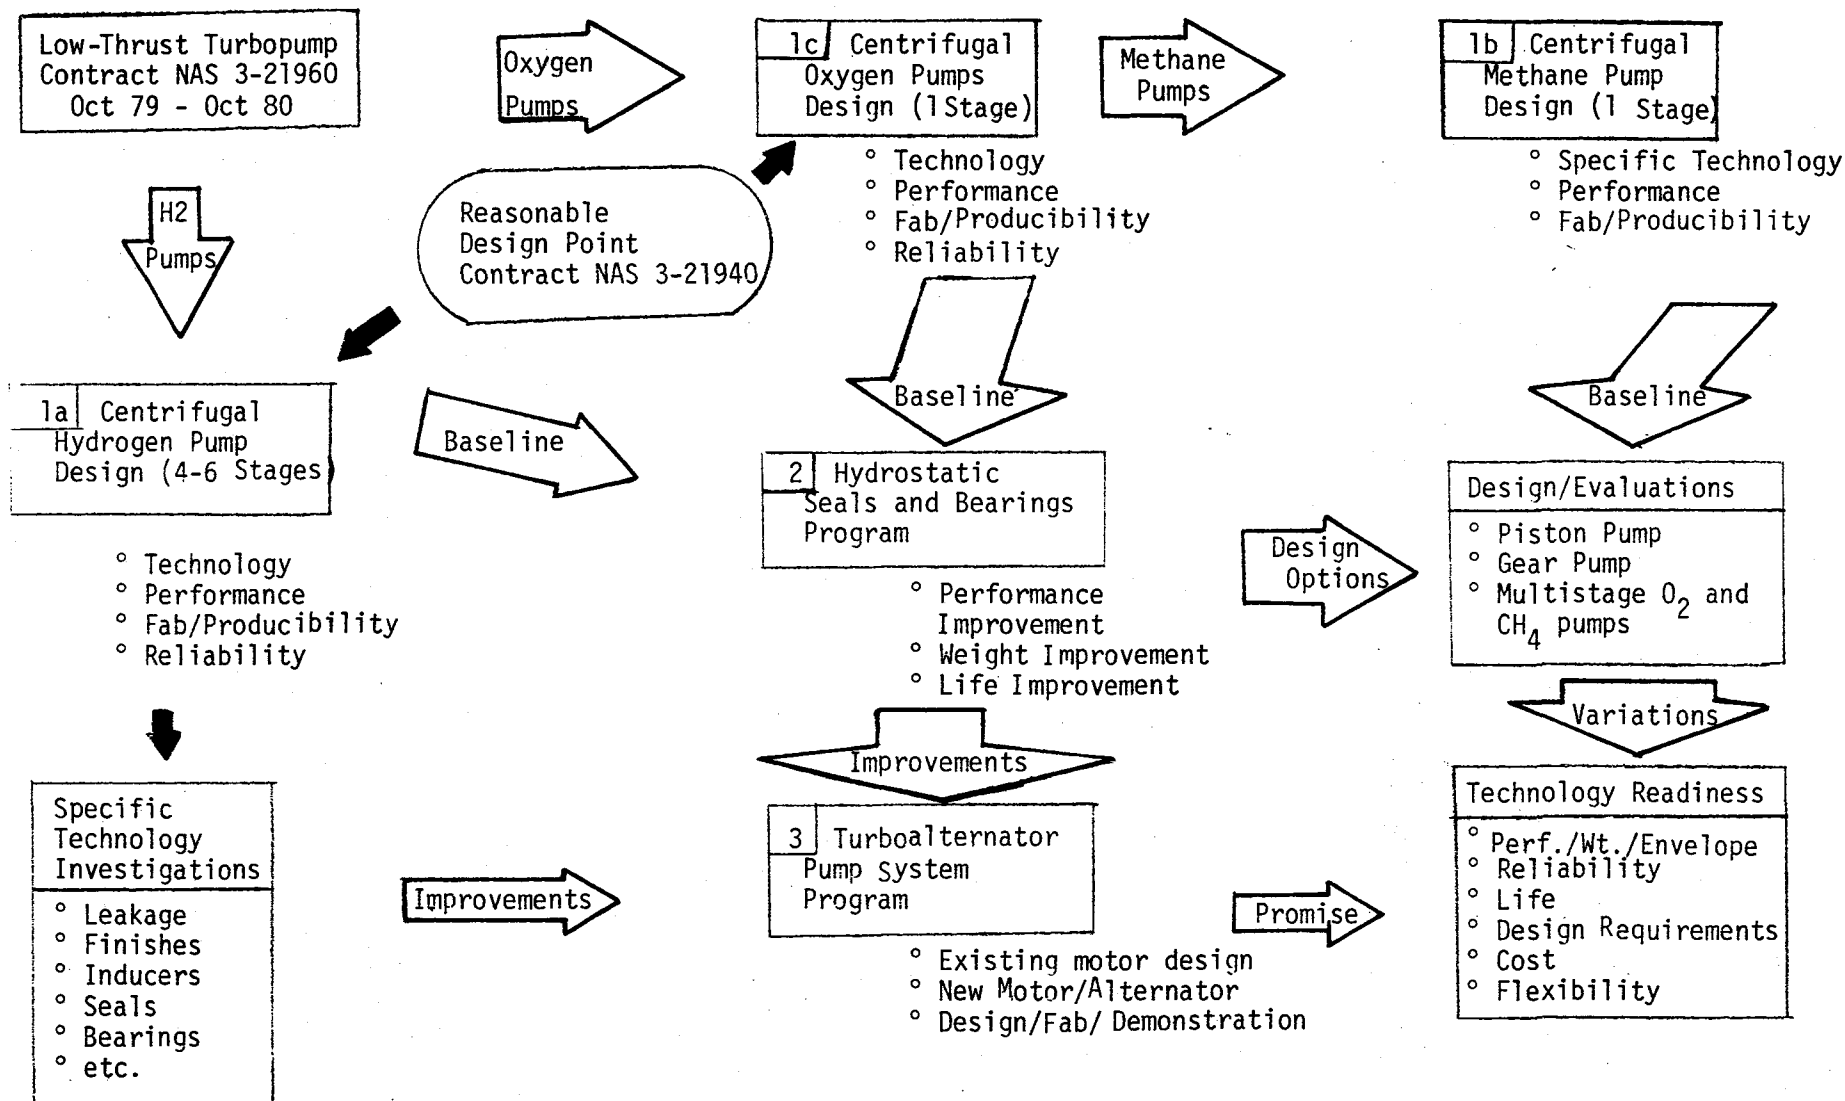 Low-Thrust Turbopump
Contract NAS 3-21960
Oct 79 - Oct 80
Oxygen
Pumps
1c Centrifugal
Oxygen Pumps
Design (1 Stage)
Methane
Pumps
1b Centrifugal
Methane Pump
Design (1 Stage)
° Technology
° Performance
° Fab/Producibility
° Reliability
° Specific Technology
° Performance
° Fab/Producibility
H2
Pumps
Reasonable
Design Point
Contract NAS 3-21940
1a Centrifugal
Hydrogen Pump
Design (4-6 Stages)
Baseline
Baseline
Baseline
° Technology
° Performance
° Fab/Producibility
° Reliability
2 Hydrostatic
Seals and Bearings
Program
° Performance
Improvement
° Weight Improvement
° Life Improvement
Design
Options
Design/Evaluations
° Piston Pump
° Gear Pump
° Multistage O2 and
CH4 pumps
Variations
Improvements
Specific
Technology
Investigations
° Leakage
° Finishes
° Inducers
° Seals
° Bearings
° etc.
Improvements
3 Turboalternator
Pump System
Program
° Existing motor design
° New Motor/Alternator
° Design/Fab/ Demonstration
Promise
Technology Readiness
° Perf./Wt./Envelope
° Reliability
° Life
° Design Requirements
° Cost
° Flexibility